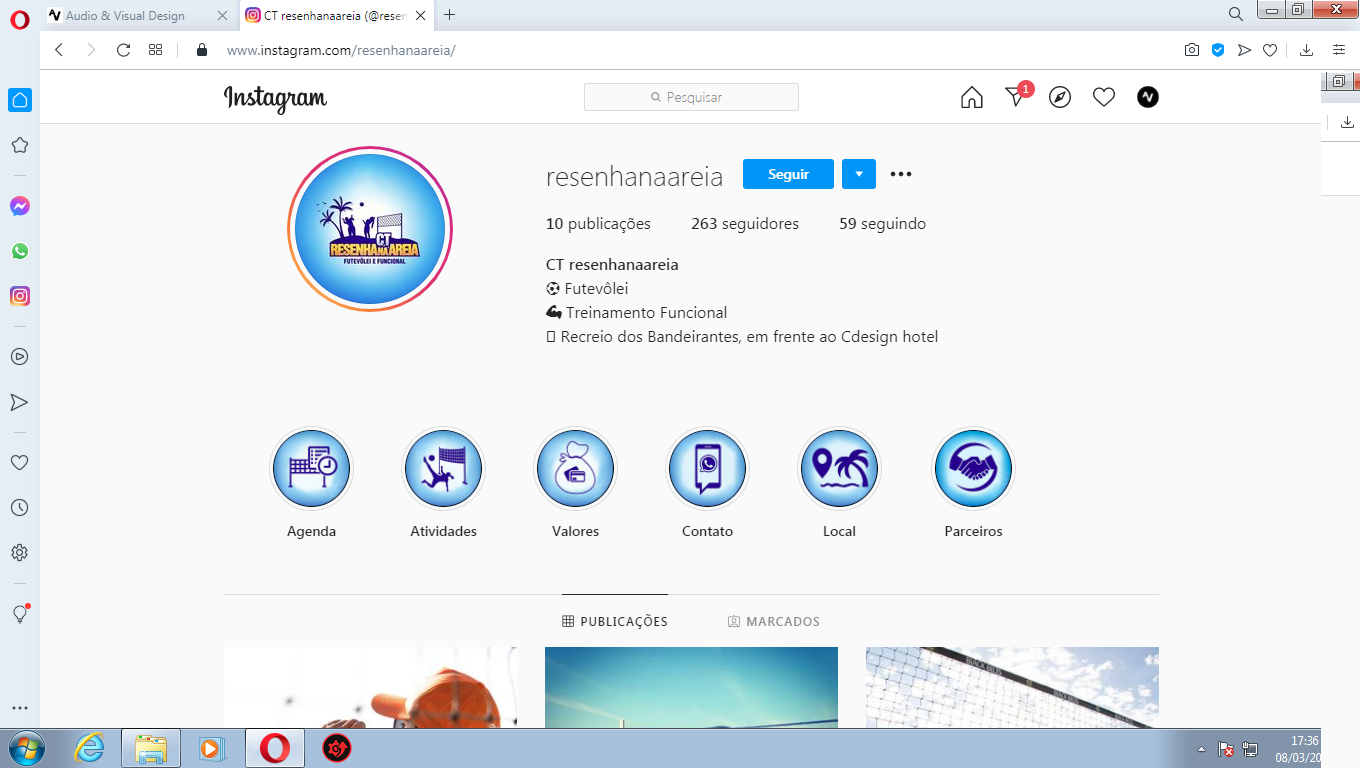 Audio & Visual Design
CT resenhanaareia (@resen
www.instagram.com/resenhanaareia/
Instagram
Pesquisar
1
resenhanaareia
Seguir
10 publicações 263 seguidores 59 seguindo
CT resenhanaareia
Futevôlei
Treinamento Funcional
Recreio dos Bandeirantes, em frente ao Cdesign hotel
CT
RESENHA NA AREIA
FUTEVÔLEI E FUNCIONAL
Agenda Atividades Valores Contato Local Parceiros
PUBLICAÇÕES MARCADOS
17:36
08/03/20